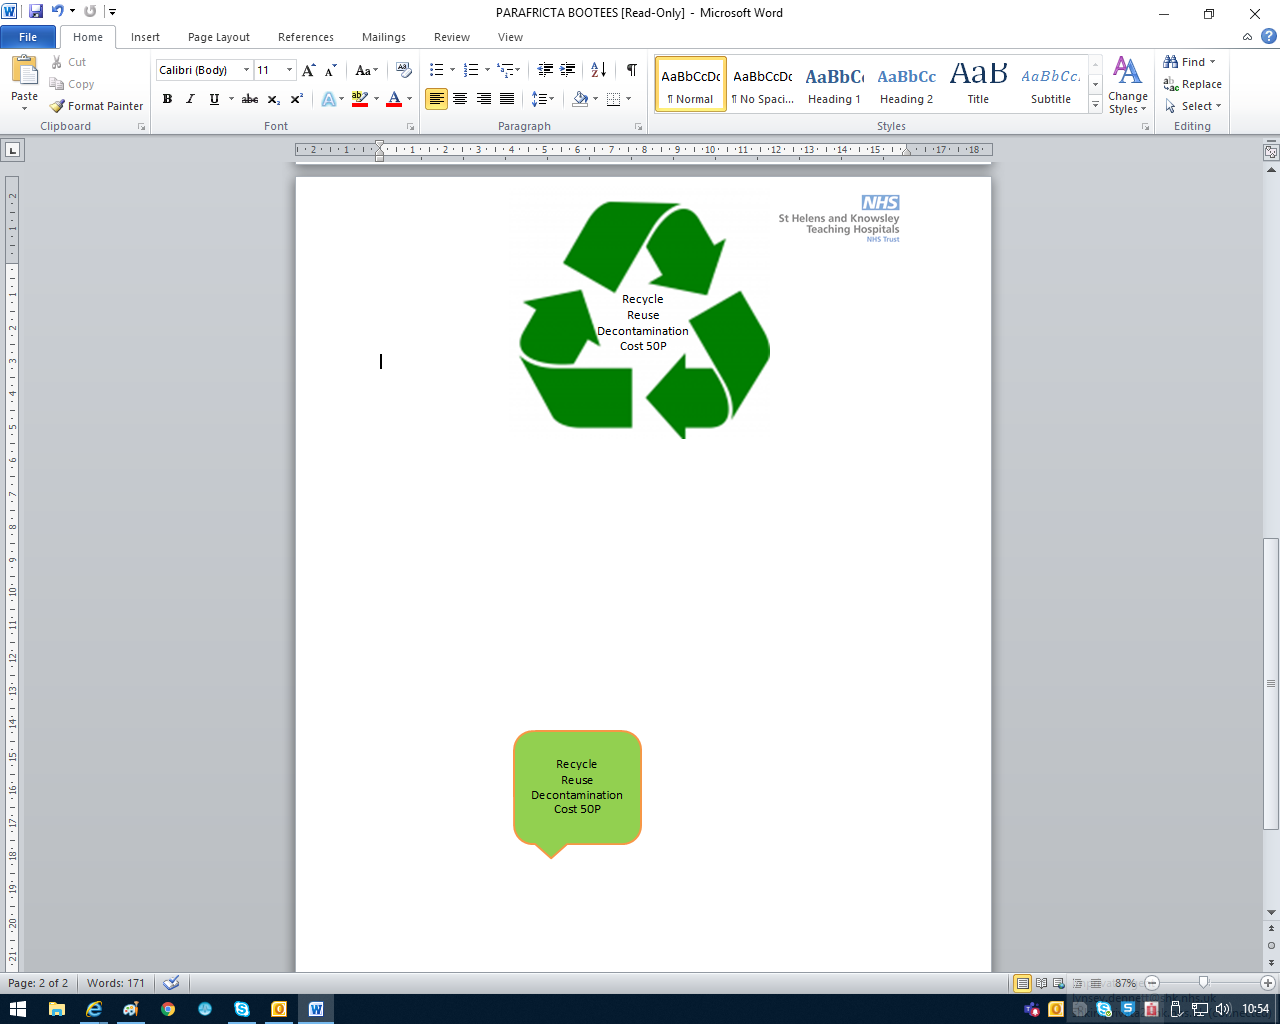 PARAFRICTA BOOTEES [Read-Only] - Microsoft Word
File Home Insert Page Layout References Mailings Review View
Paste
Cut
Copy
Format Painter
Clipboard
Calibri (Body) 11
Font
Paragraph
AaBbCcDc AaBbCcDc AaBbCc AaBbCc AaB AaBbCc.
¶ Normal ¶ No Spaci... Heading 1 Heading 2 Title Subtitle
Change
Styles
Styles
Find
Replace
Select
Editing
NHS
St Helens and Knowsley
Teaching Hospitals
NHS Trust
Recycle
Reuse
Decontamination
Cost 50P
Recycle
Reuse
Decontamination
Cost 50P
Page: 2 of 2 Words: 171 87%
10:54